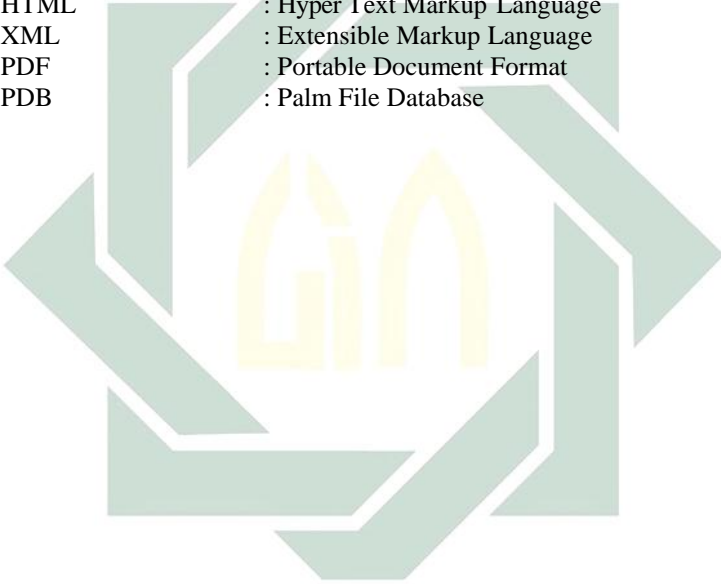 HTML : Hyper Text Markup Language
XML : Extensible Markup Language
PDF : Portable Document Format
PDB : Palm File Database